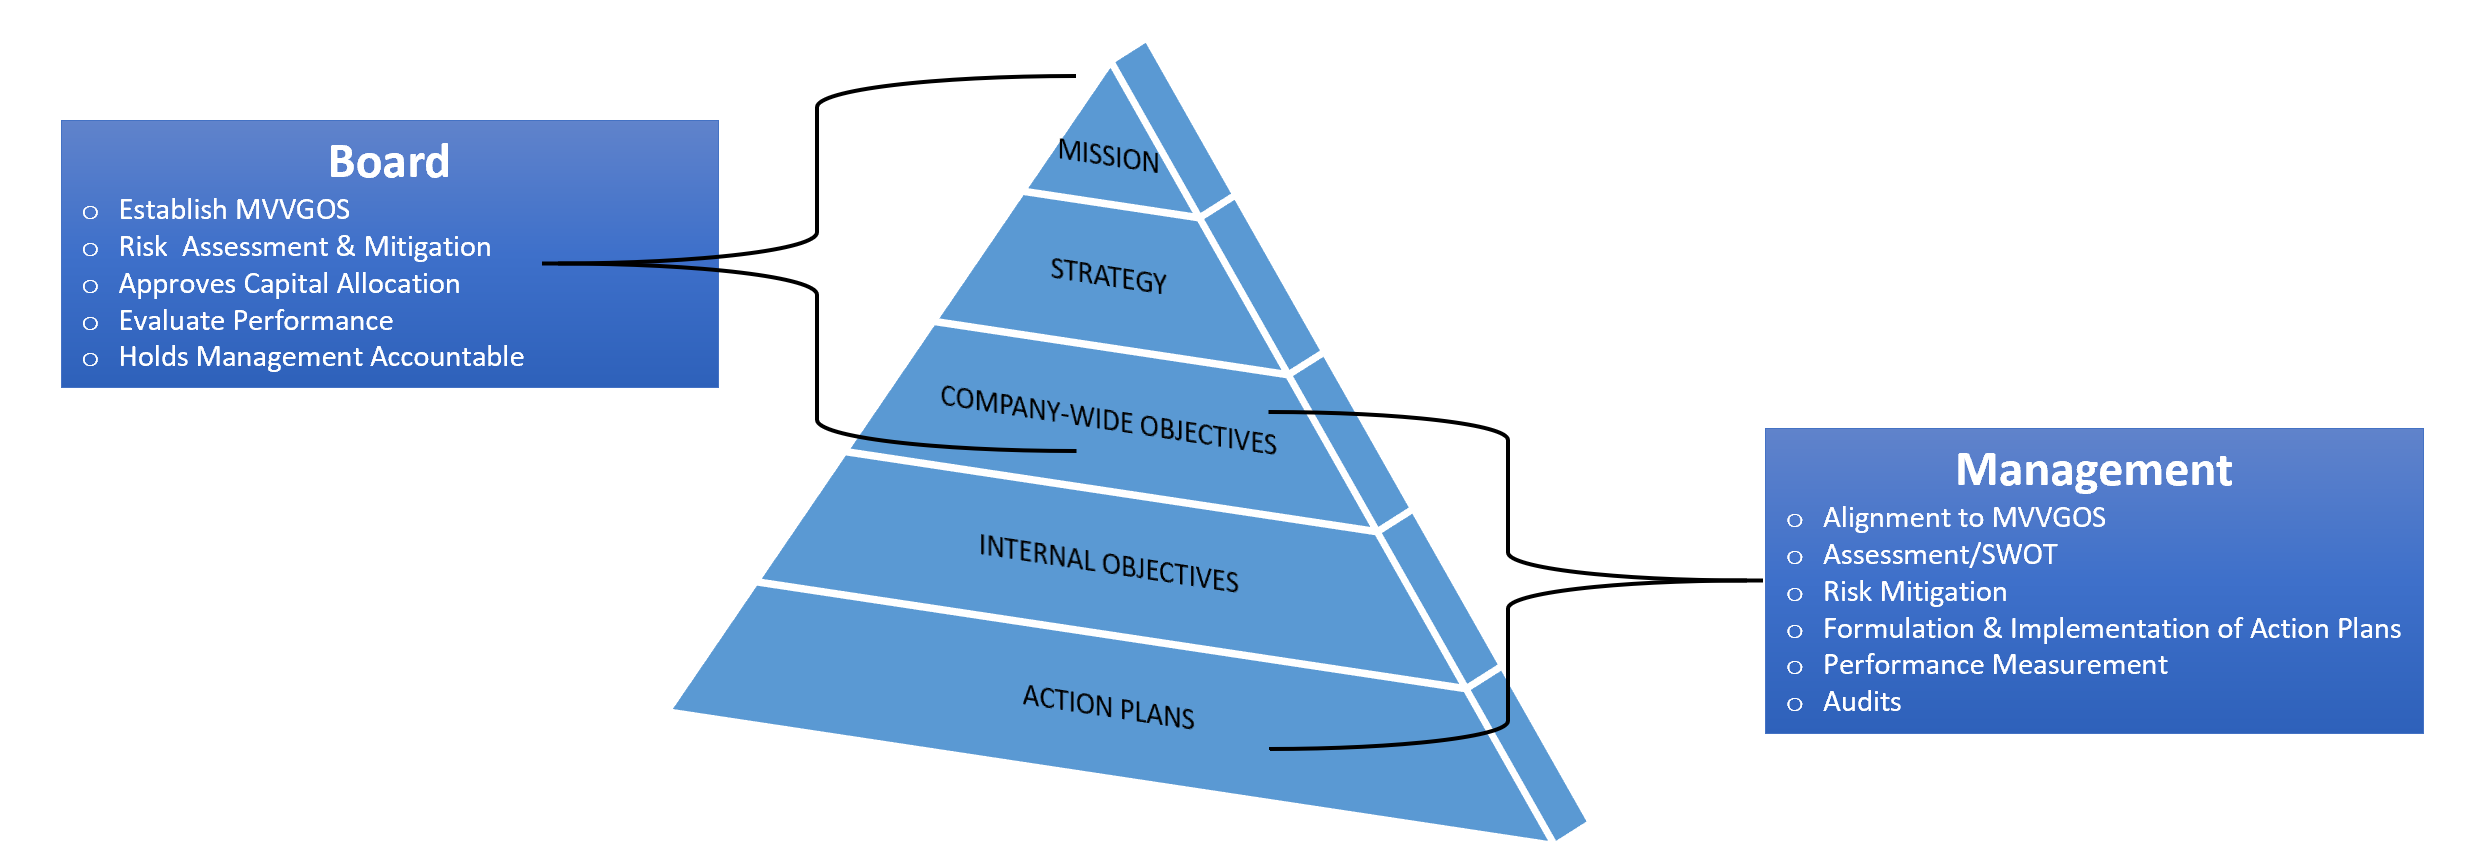 Board
o Establish MVVGOS
o Risk  Assessment & Mitigation
o Approves Capital Allocation
o Evaluate Performance
o Holds Management Accountable
MISSION
STRATEGY
COMPANY-WIDE OBJECTIVES
INTERNAL OBJECTIVES
ACTION PLANS
Management
o Alignment to MVVGOS
o Assessment/SWOT
o Risk Mitigation
o Formulation & Implementation of Action Plans
o Performance Measurement
o Audits